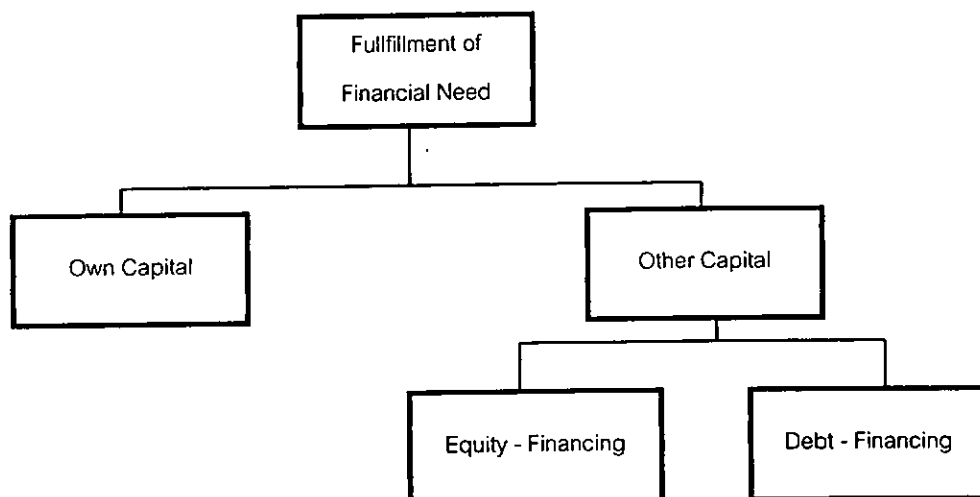 Fullfillment of
Financial Need
Own Capital
Other Capital
Equity - Financing
Debt - Financing